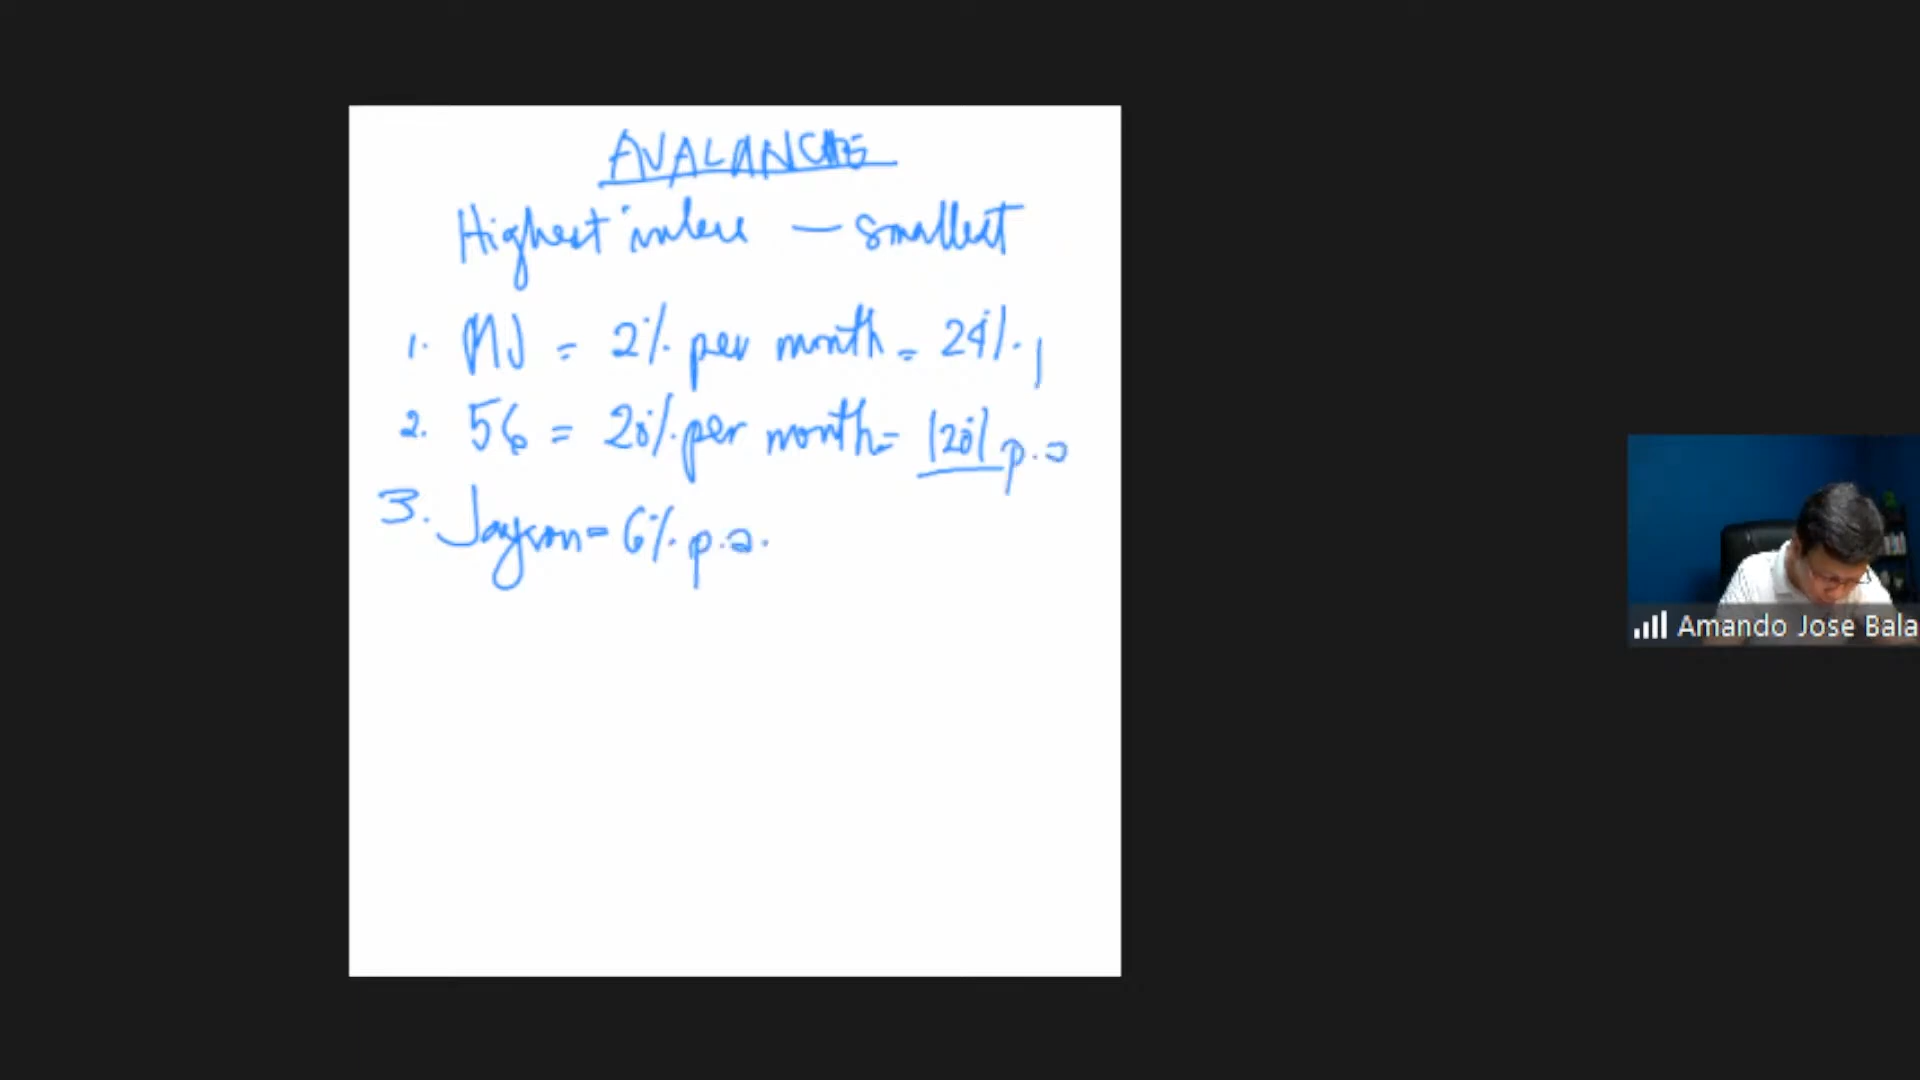 AVALANCHE
Highest — smallest
1. MJ = 2% per month = 24%
2. 56 = 20% per month = 120% p.a
3. Jayson = 6% p.a.
Amando Jose Bala